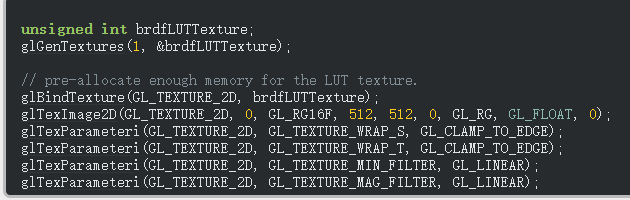 unsigned int brdfLUTTexture;
glGenTextures(1, &brdfLUTTexture);
// pre-allocate enough memory for the LUT texture.
glBindTexture(GL_TEXTURE_2D, brdfLUTTexture);
glTexImage2D(GL_TEXTURE_2D, 0, GL_RG16F, 512, 512, 0, GL_RG, GL_FLOAT, 0);
glTexParameteri(GL_TEXTURE_2D, GL_TEXTURE_WRAP_S, GL_CLAMP_TO_EDGE);
glTexParameteri(GL_TEXTURE_2D, GL_TEXTURE_WRAP_T, GL_CLAMP_TO_EDGE);
glTexParameteri(GL_TEXTURE_2D, GL_TEXTURE_MIN_FILTER, GL_LINEAR);
glTexParameteri(GL_TEXTURE_2D, GL_TEXTURE_MAG_FILTER, GL_LINEAR);